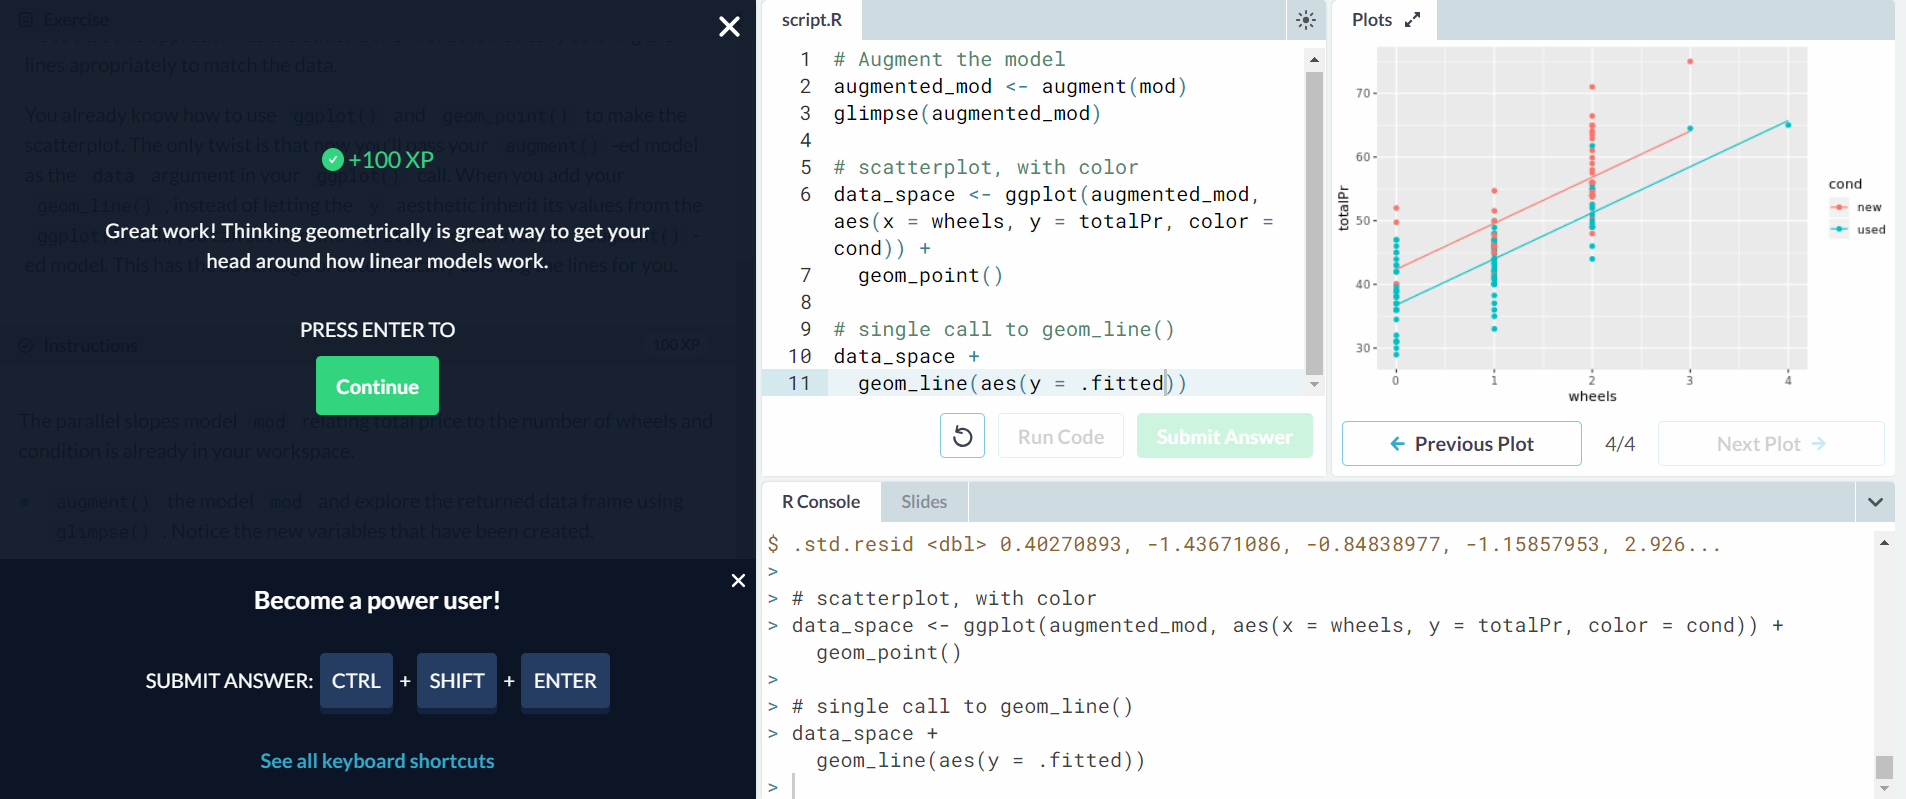 Exercise
lines apropriately to match the data.
You already know how to use ggplot() and geom_point() to make the
scatterplot. The only twist is that now you'll pass your augment() -ed model
as the data argument in your ggplot() call. When you add your
geom_line() , instead of letting the y aesthetic inherit its values from the
ggplot()
ed model. This has the lines for you.
+100 XP
Great work! Thinking geometrically is great way to get your
head around how linear models work.
PRESS ENTER TO
Continue
Instructions
100 XP
The parallel slopes model mod relating total price to the number of wheels and
condition is already in your workspace.
augment() the model mod and explore the returned data frame using
glimpse() . Notice the new variables that have been created.
Become a power user!
SUBMIT ANSWER: CTRL + SHIFT + ENTER
See all keyboard shortcuts
script.R
1 # Augment the model
2 augmented_mod <- augment(mod)
3 glimpse(augmented_mod)
4
5 # scatterplot, with color
6 data_space <- ggplot(augmented_mod,
aes(x = wheels, y = totalPr, color =
cond)) +
7 geom_point()
8
9 # single call to geom_line()
10 data_space +
11 geom_line(aes(y = .fitted))
Run Code
Submit Answer
Plots
70
60
50
40
30
totalPr
0 1 2 3 4
wheels
cond
new
used
Previous Plot
4/4
Next Plot
R Console
Slides
$ .std.resid <dbl> 0.40270893, -1.43671086, -0.84838977, -1.15857953, 2.926...
>
> # scatterplot, with color
> data_space <- ggplot(augmented_mod, aes(x = wheels, y = totalPr, color = cond)) +
geom_point()
>
> # single call to geom_line()
> data_space +
geom_line(aes(y = .fitted))
>